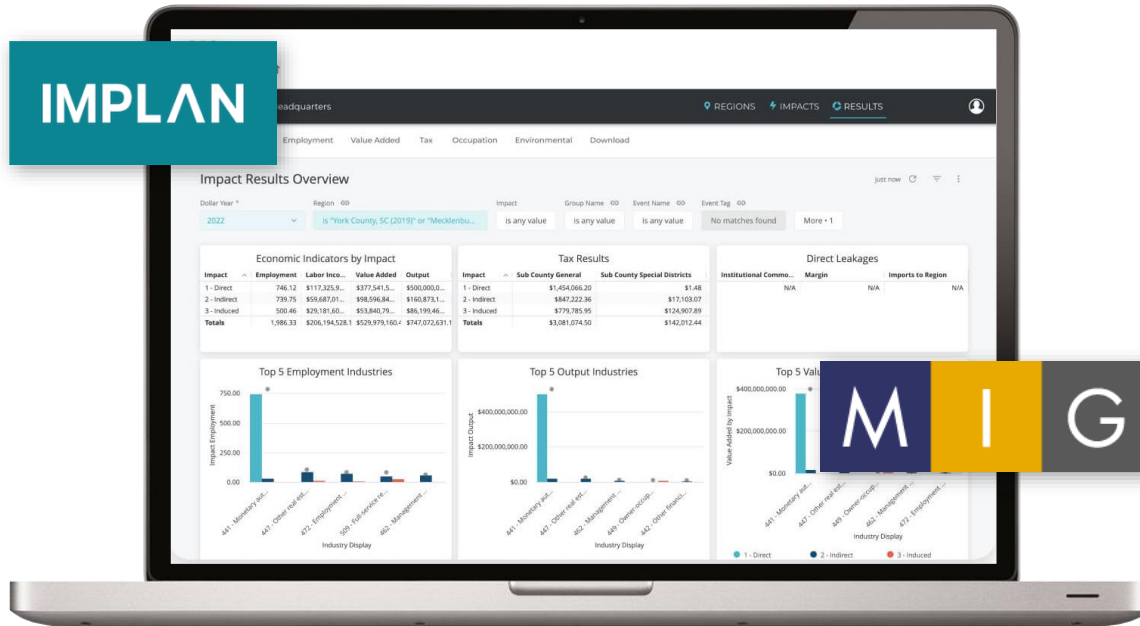 IMPLAN
eadquarters
REGIONS IMPACTS RESULTS
Employment Value Added Tax Occupation Environmental Download
Impact Results Overview
just now
Dollar Year * Region Impact Group Name Event Name Event Tag
2022 is "York County, SC (2019)" or "Mecklenbu... is any value is any value is any value No matches found More • 1
Economic Indicators by Impact
Impact Employment Labor Inco... Value Added Output
1 - Direct 746.12 $117,325,9... $377,541,5... $500,000,0...
2 - Indirect 739.75 $59,687,01... $98,596,84... $160,873,1...
3 - Induced 500.46 $29,181,60... $53,840,79... $86,199,46...
Totals 1,986.33 $206,194,528.1 $529,979,160.4 $747,072,631.1
Tax Results
Impact Sub County General Sub County Special Districts
1 - Direct $1,454,066.20 $1.48
2 - Indirect $847,222.36 $17,103.07
3 - Induced $779,785.95 $124,907.89
Totals $3,081,074.50 $142,012.44
Direct Leakages
Institutional Commo... Margin Imports to Region
N/A N/A N/A
Top 5 Employment Industries
Impact Employment
750.00
500.00
250.00
0.00
441 - Monetary aut...
447 - Other real est...
472 - Employment ...
509 - Full-service re...
462 - Management...
Industry Display
Top 5 Output Industries
Impact Output
$400,000,000.00
$200,000,000.00
$0.00
441 - Monetary aut...
447 - Other real est...
462 - Management ...
449 - Owner-occup...
442 - Other financi...
Industry Display
Top 5 Valu
Value Added by Impact
$400,000,000.00
$200,000,000.00
$0.00
441 - Monetary aut...
447 - Other real est...
449 - Owner-occup...
462 - Management ...
472 - Employment ...
Industry Display
1 - Direct 2 - Indirect 3 - Induced
MIG